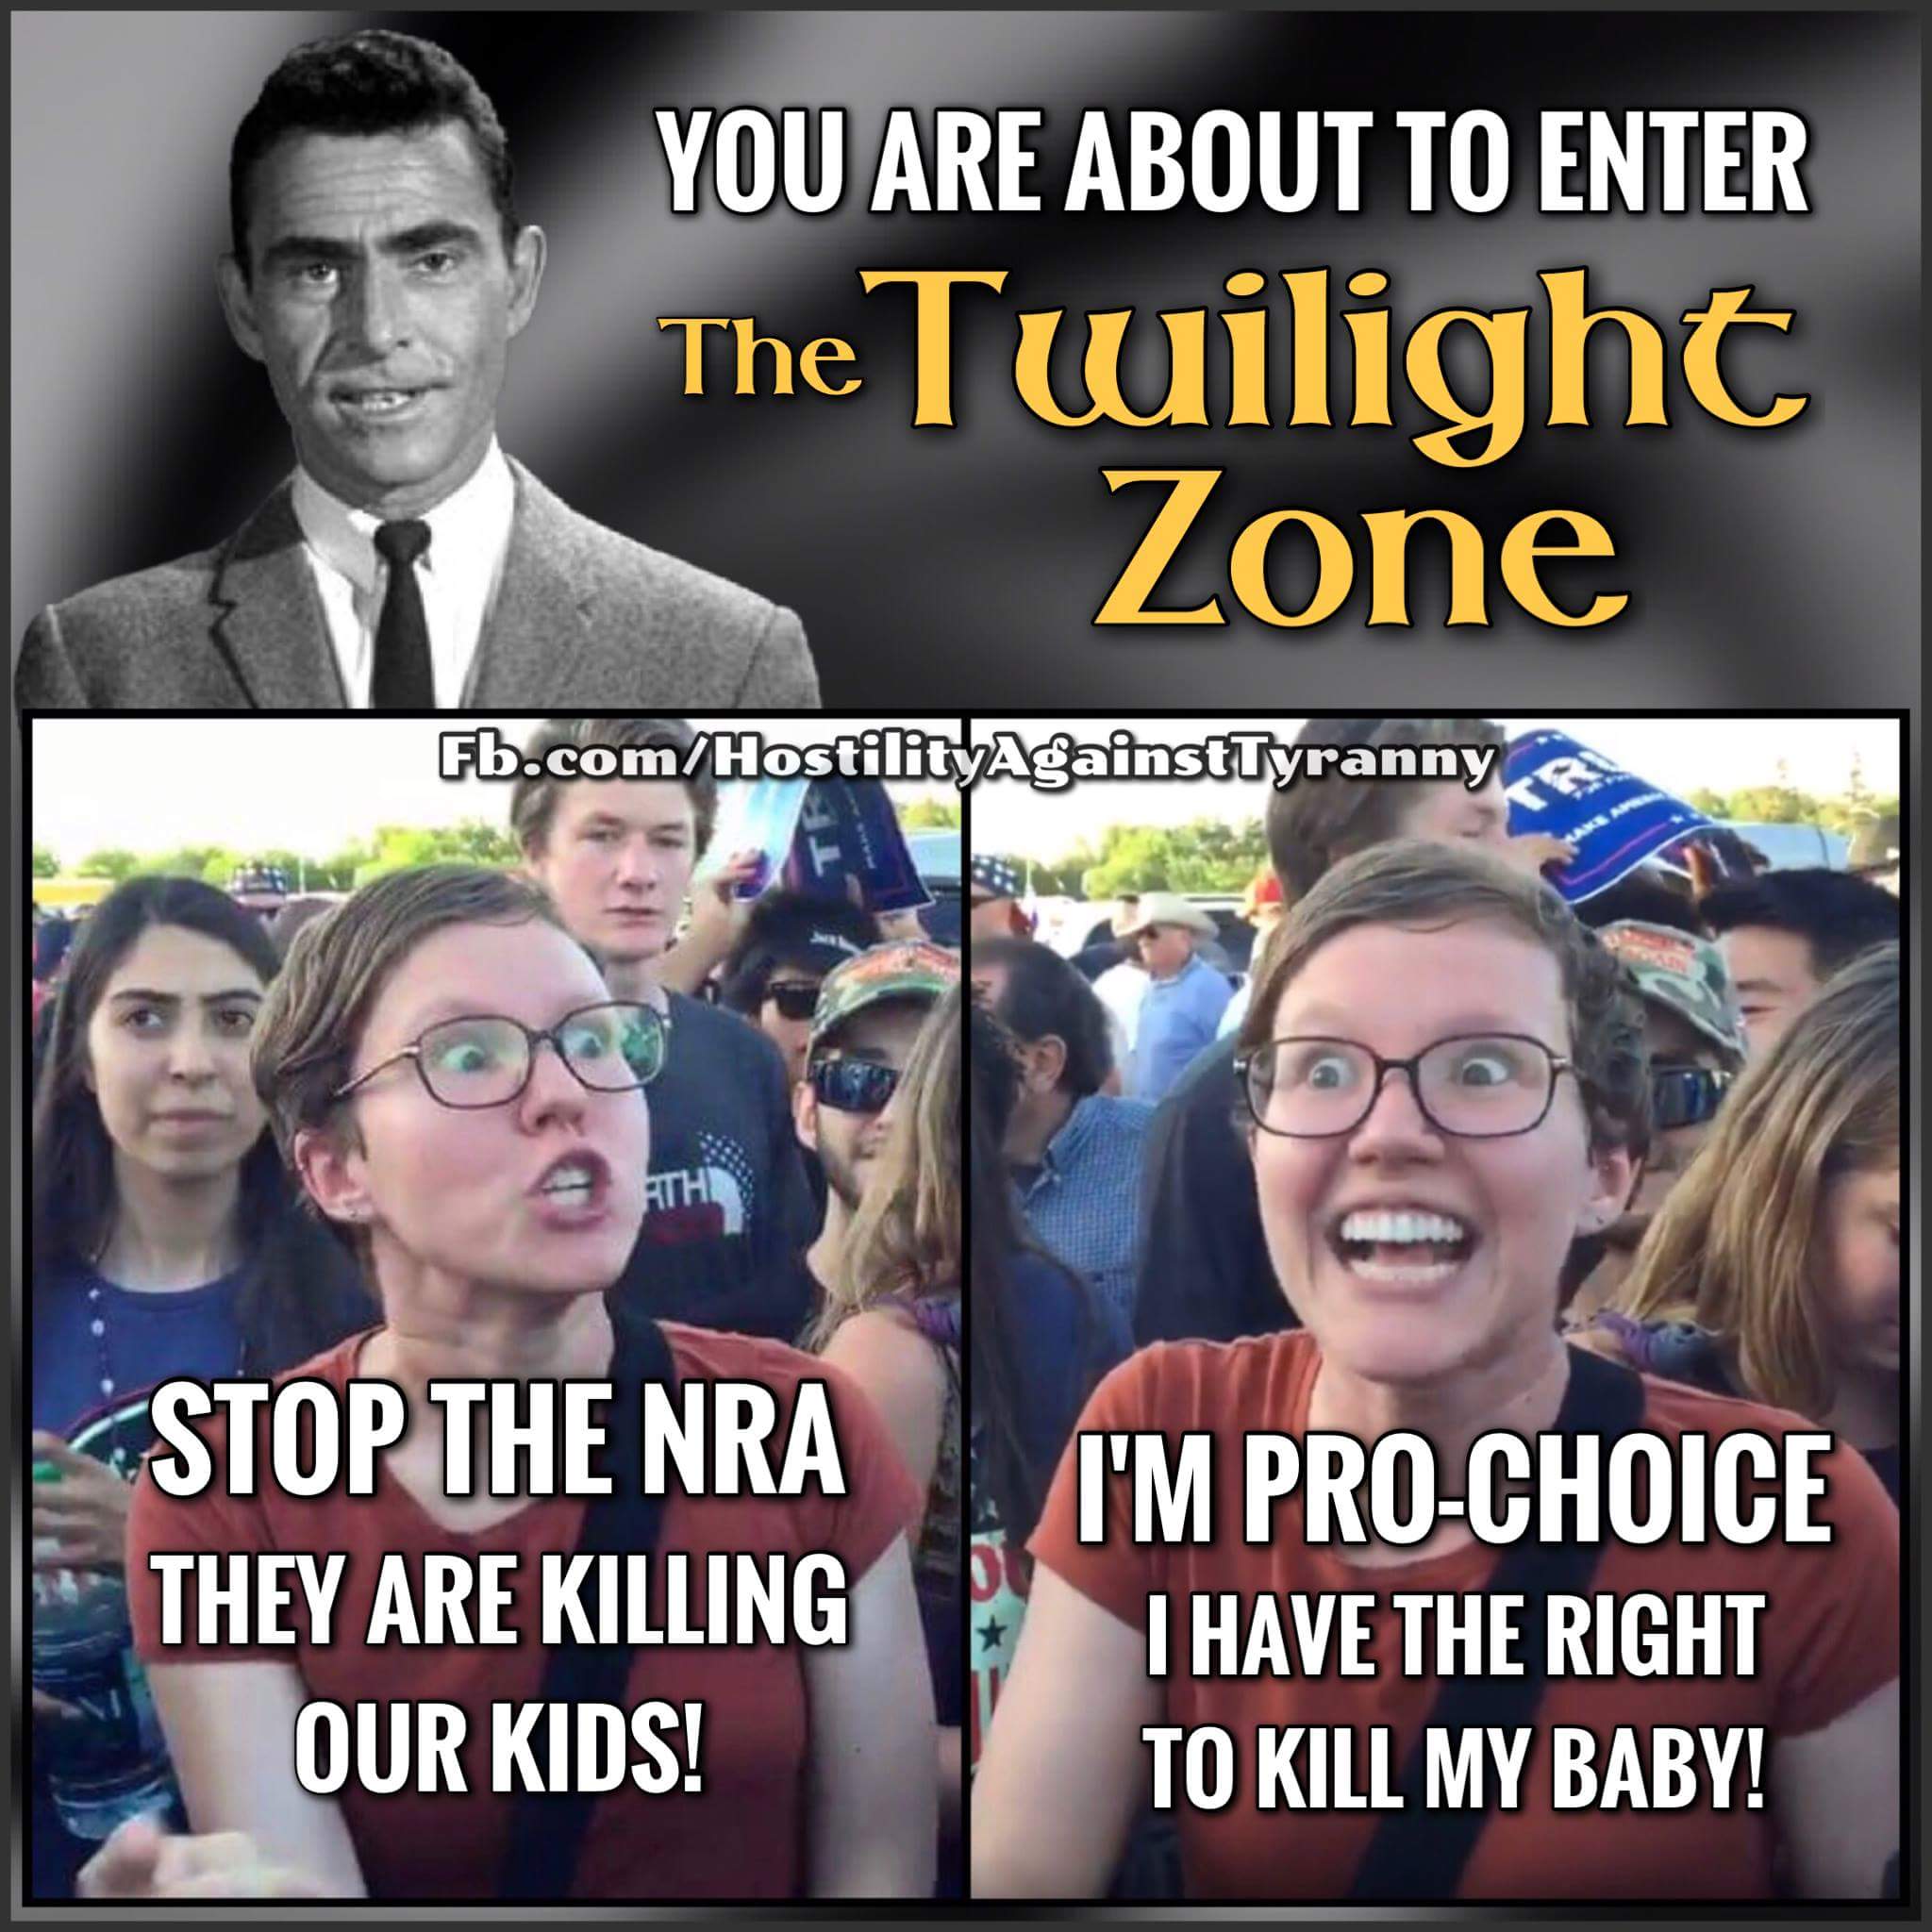 YOU ARE ABOUT TO ENTER
The Twilight
Zone
Fb.com/HostilityAgainstTyranny
STOP THE NRA
THEY ARE KILLING
OUR KIDS!
I'M PRO-CHOICE
I HAVE THE RIGHT
TO KILL MY BABY!